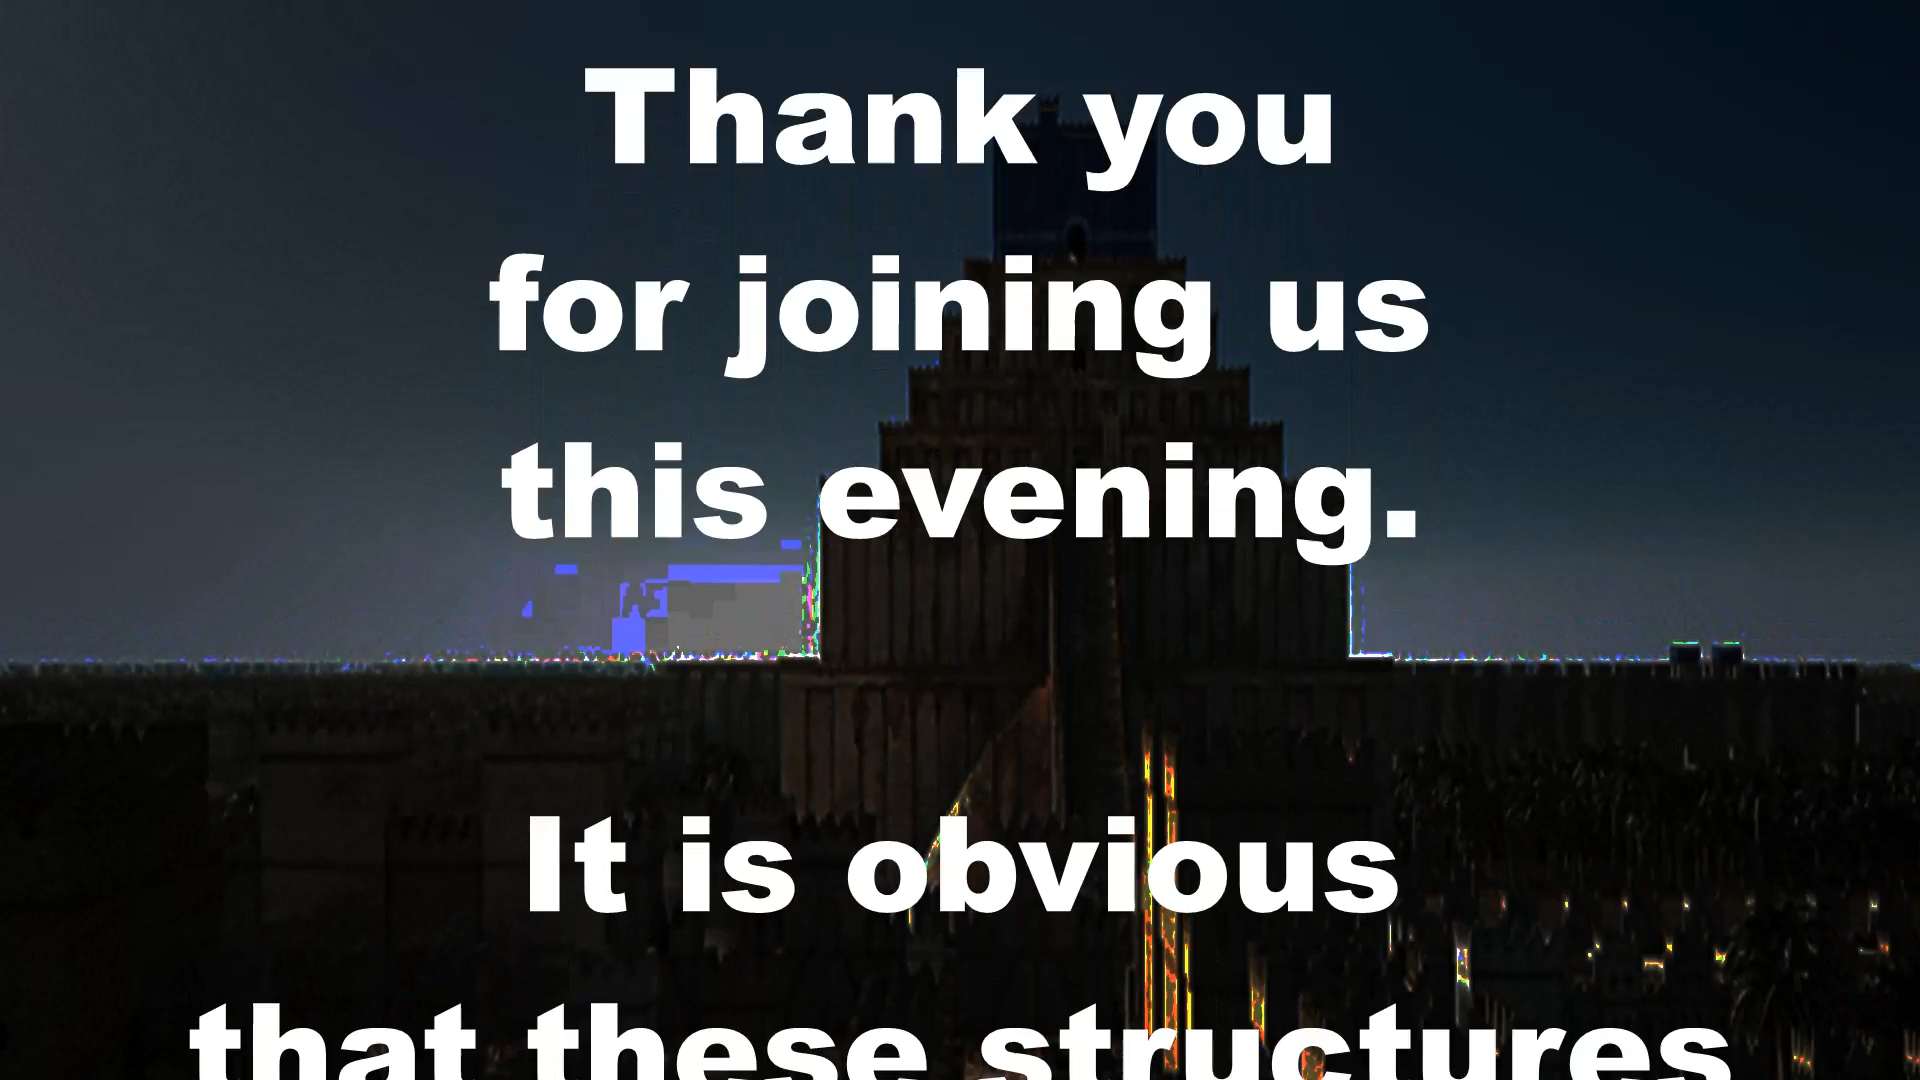 Thank you
for joining us
this evening.
It is obvious
that these structures